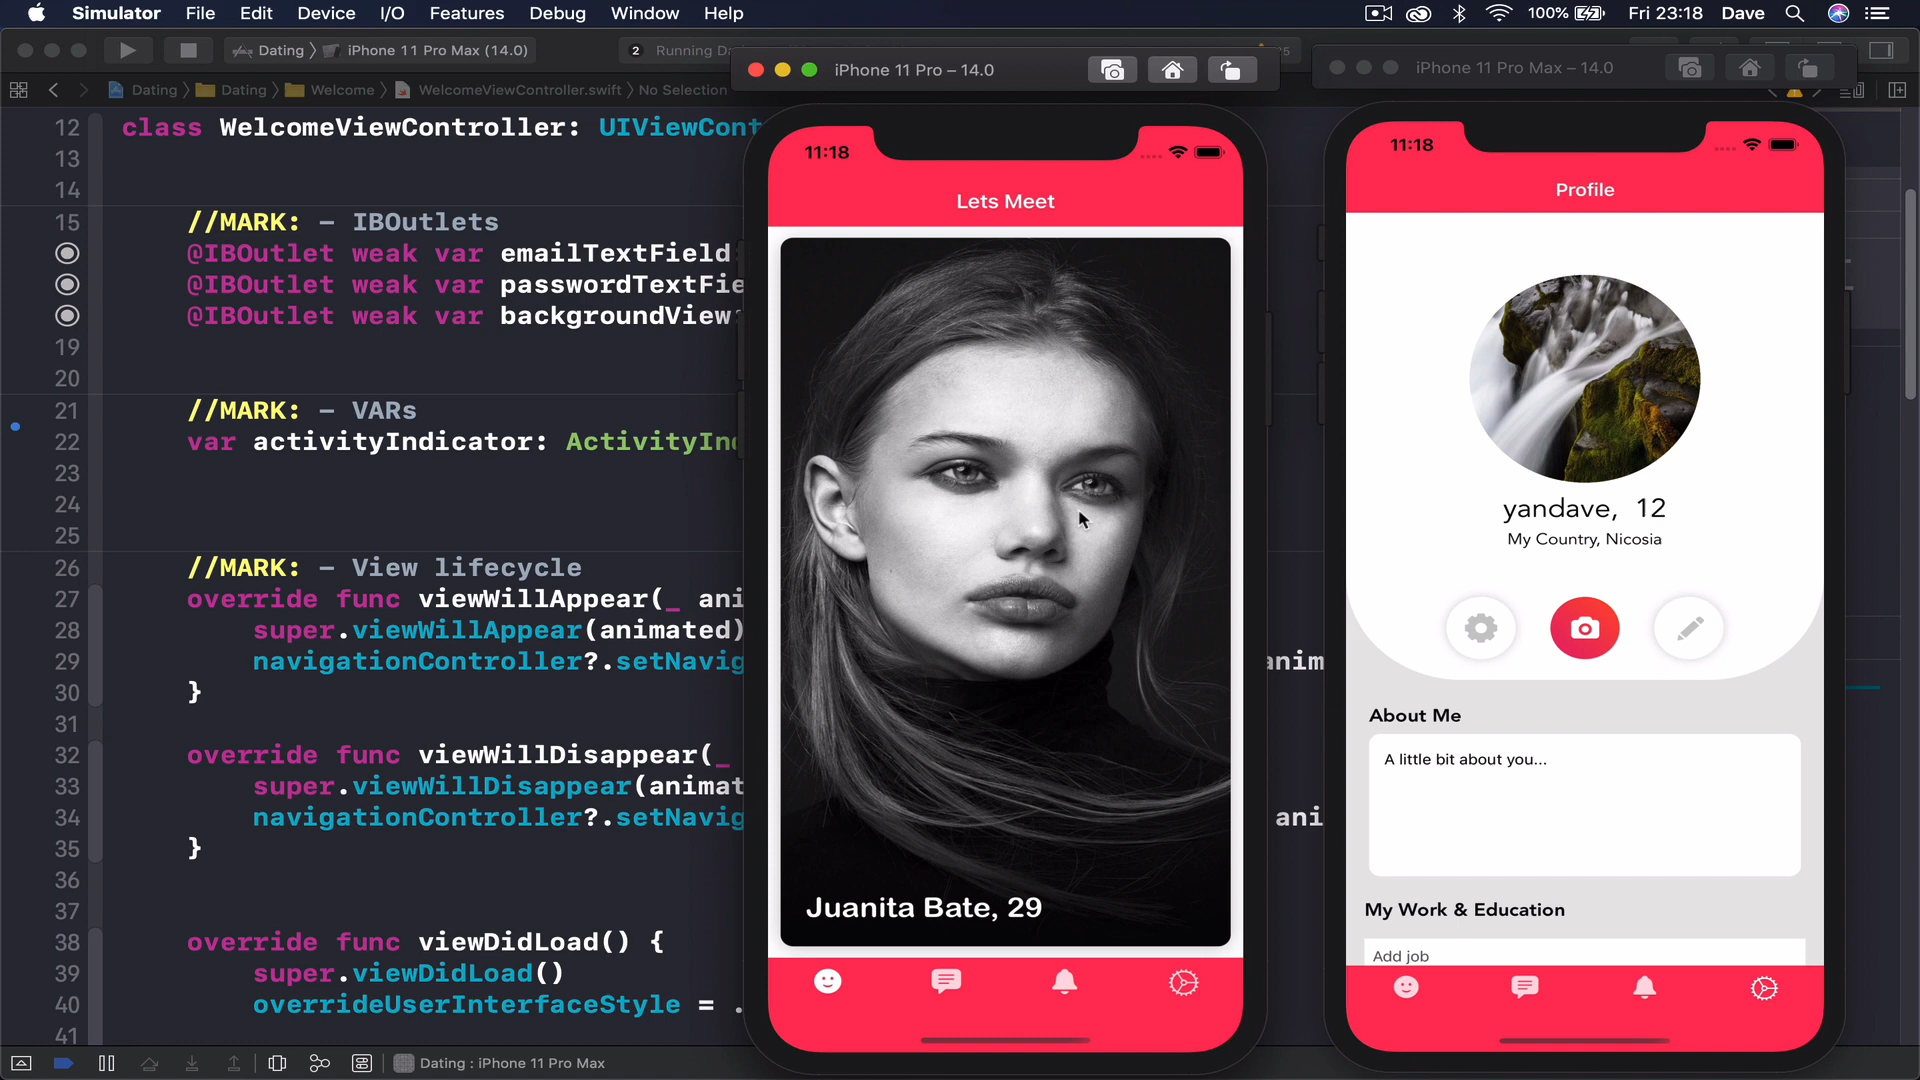 Simulator File Edit Device I/O Features Debug Window Help 100% Fri 23:18 Dave
Dating iPhone 11 Pro Max (14.0) 2 Running
Dating Dating Welcome WelcomeViewController.swift No Selection
12 class WelcomeViewController: UIViewCont
13
14
15 //MARK: - IBOutlets
@IBOutlet weak var emailTextField
@IBOutlet weak var passwordTextFie
@IBOutlet weak var backgroundView:
19
20
21 //MARK: - VARs
22 var activityIndicator: ActivityInd
23
24
25
26 //MARK: - View lifecycle
27 override func viewWillAppear(_ ani
28 super.viewWillAppear(animated)
29 navigationController?.setNavig anim
30 }
31
32 override func viewWillDisappear(_
33 super.viewWillDisappear(animat
34 navigationController?.setNavig ani
35 }
36
37
38 override func viewDidLoad() {
39 super.viewDidLoad()
40 overrideUserInterfaceStyle = .
41
Dating : iPhone 11 Pro Max
iPhone 11 Pro – 14.0
11:18
Lets Meet
Juanita Bate, 29
iPhone 11 Pro Max – 14.0
11:18
Profile
yandave, 12
My Country, Nicosia
About Me
A little bit about you...
My Work & Education
Add job